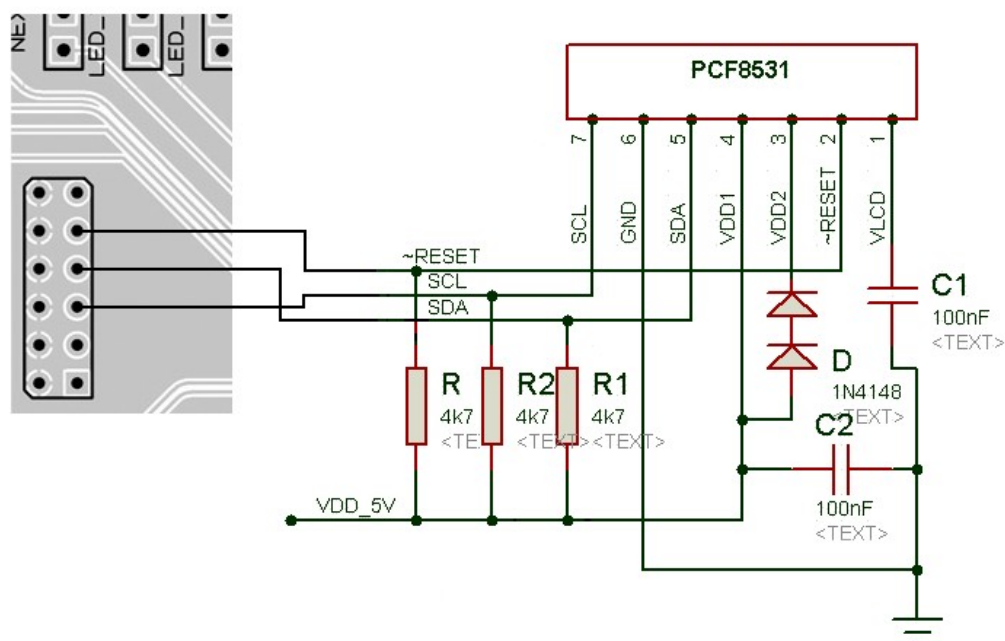 LED_
LED_
PCF8531
7
6
5
4
3
2
1
SCL
GND
SDA
VDD1
VDD2
~RESET
VLCD
~RESET
SCL
SDA
C1
100nF
<TEXT>
R
4k7
<TE
R2
4k7
<TEXT>
R1
4k7
<TEXT>
D
1N4148
<TEXT>
C2
100nF
<TEXT>
VDD_5V